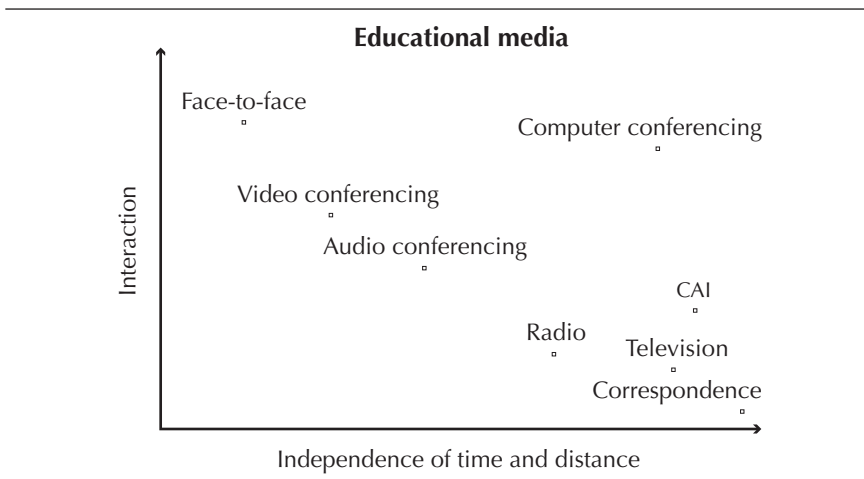 Educational media
Face-to-face
Computer conferencing
Video conferencing
Audio conferencing
Interaction
CAI
Radio
Television
Correspondence
Independence of time and distance